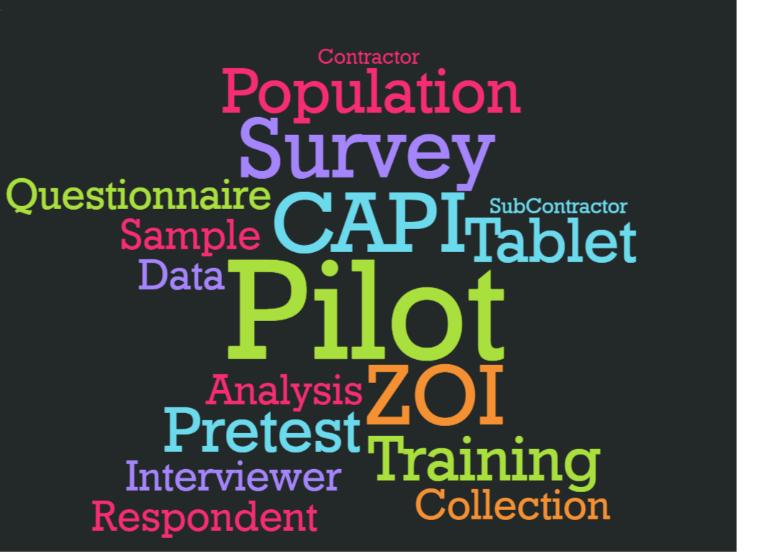 Contractor
Population
Survey
Questionnaire
CAPI
SubContractor
Sample
Tablet
Data
Pilot
Analysis
ZOI
Pretest
Training
Interviewer
Collection
Respondent